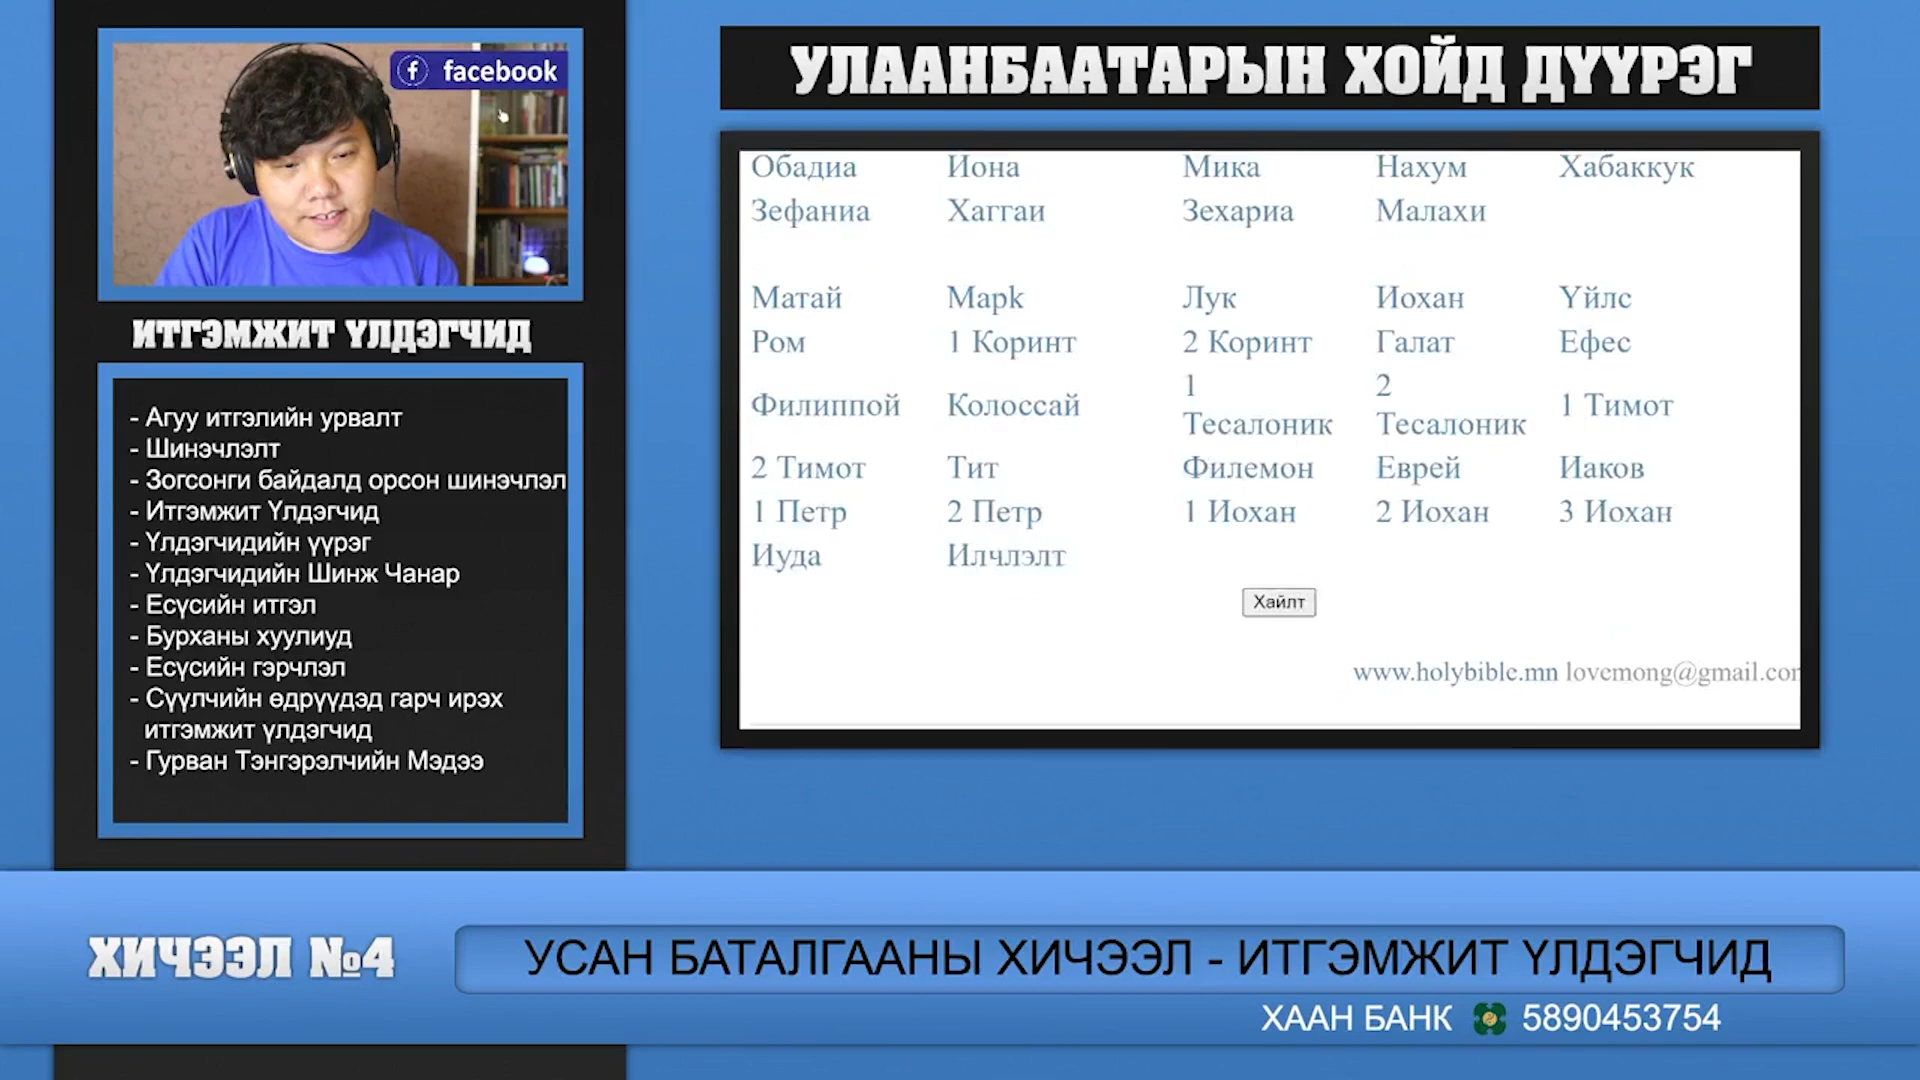 facebook
ИТГЭМЖИТ ҮЛДЭГЧИД
- Агуу итгэлийн урвалт
- Шинэчлэлт
- Зогсонги байдалд орсон шинэчлэл
- Итгэмжит Үлдэгчид
- Үлдэгчидийн үүрэг
- Үлдэгчидийн Шинж Чанар
- Есүсийн итгэл
- Бурханы хуулиуд
- Есүсийн гэрчлэл
- Сүүлчийн өдрүүдэд гарч ирэх
итгэмжит үлдэгчид
- Гурван Тэнгэрэлчийн Мэдээ
УЛААНБААТАРЫН ХОЙД ДҮҮРЭГ
Обадиа Иона Мика Нахум Хабаккук
Зефаниа Хаггаи Зехариа Малахи
Матай Марк Лук Иохан Үйлс
Ром 1 Коринт 2 Коринт Галат Ефес
Филиппой Колоссай 1 Тесалоник 2 Тесалоник 1 Тимот
2 Тимот Тит Филемон Еврей Иаков
1 Петр 2 Петр 1 Иохан 2 Иохан 3 Иохан
Иуда Илчлэлт
Хайлт
www.holybible.mn lovemong@gmail.cor
ХИЧЭЭЛ №4
УСАН БАТАЛГААНЫ ХИЧЭЭЛ - ИТГЭМЖИТ ҮЛДЭГЧИД
ХААН БАНК 5890453754